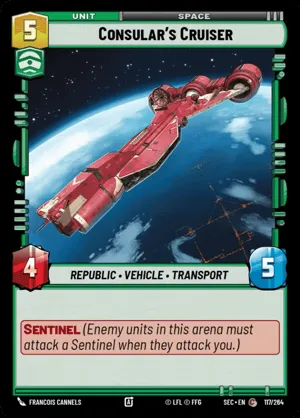 UNIT SPACE
5 CONSULAR'S CRUISER
4 5
REPUBLIC • VEHICLE • TRANSPORT
SENTINEL (Enemy units in this arena must
attack a Sentinel when they attack you.)
FRANCOIS CANNELS © LFL © FFG SEC • EN C 117/264